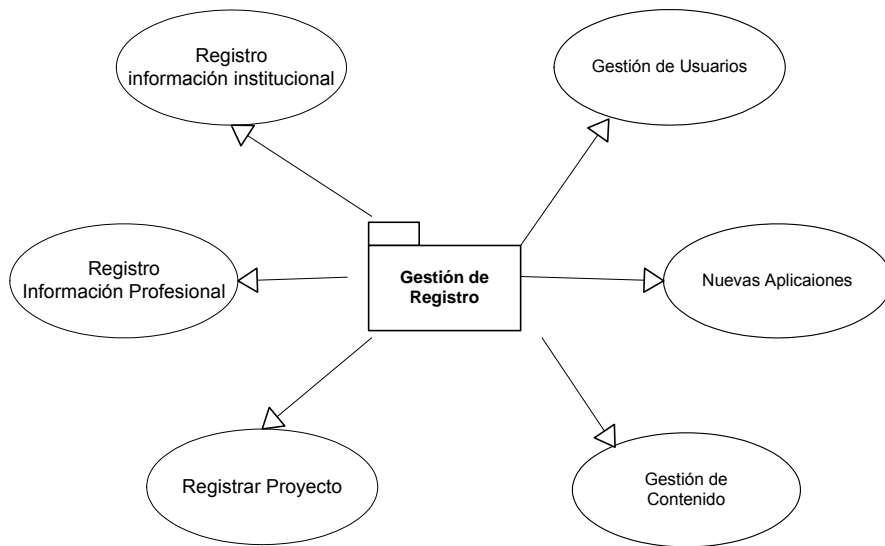 Registro
información institucional
Gestión de Usuarios
Registro
Información Profesional
Gestión de
Registro
Nuevas Aplicaiones
Registrar Proyecto
Gestión de
Contenido